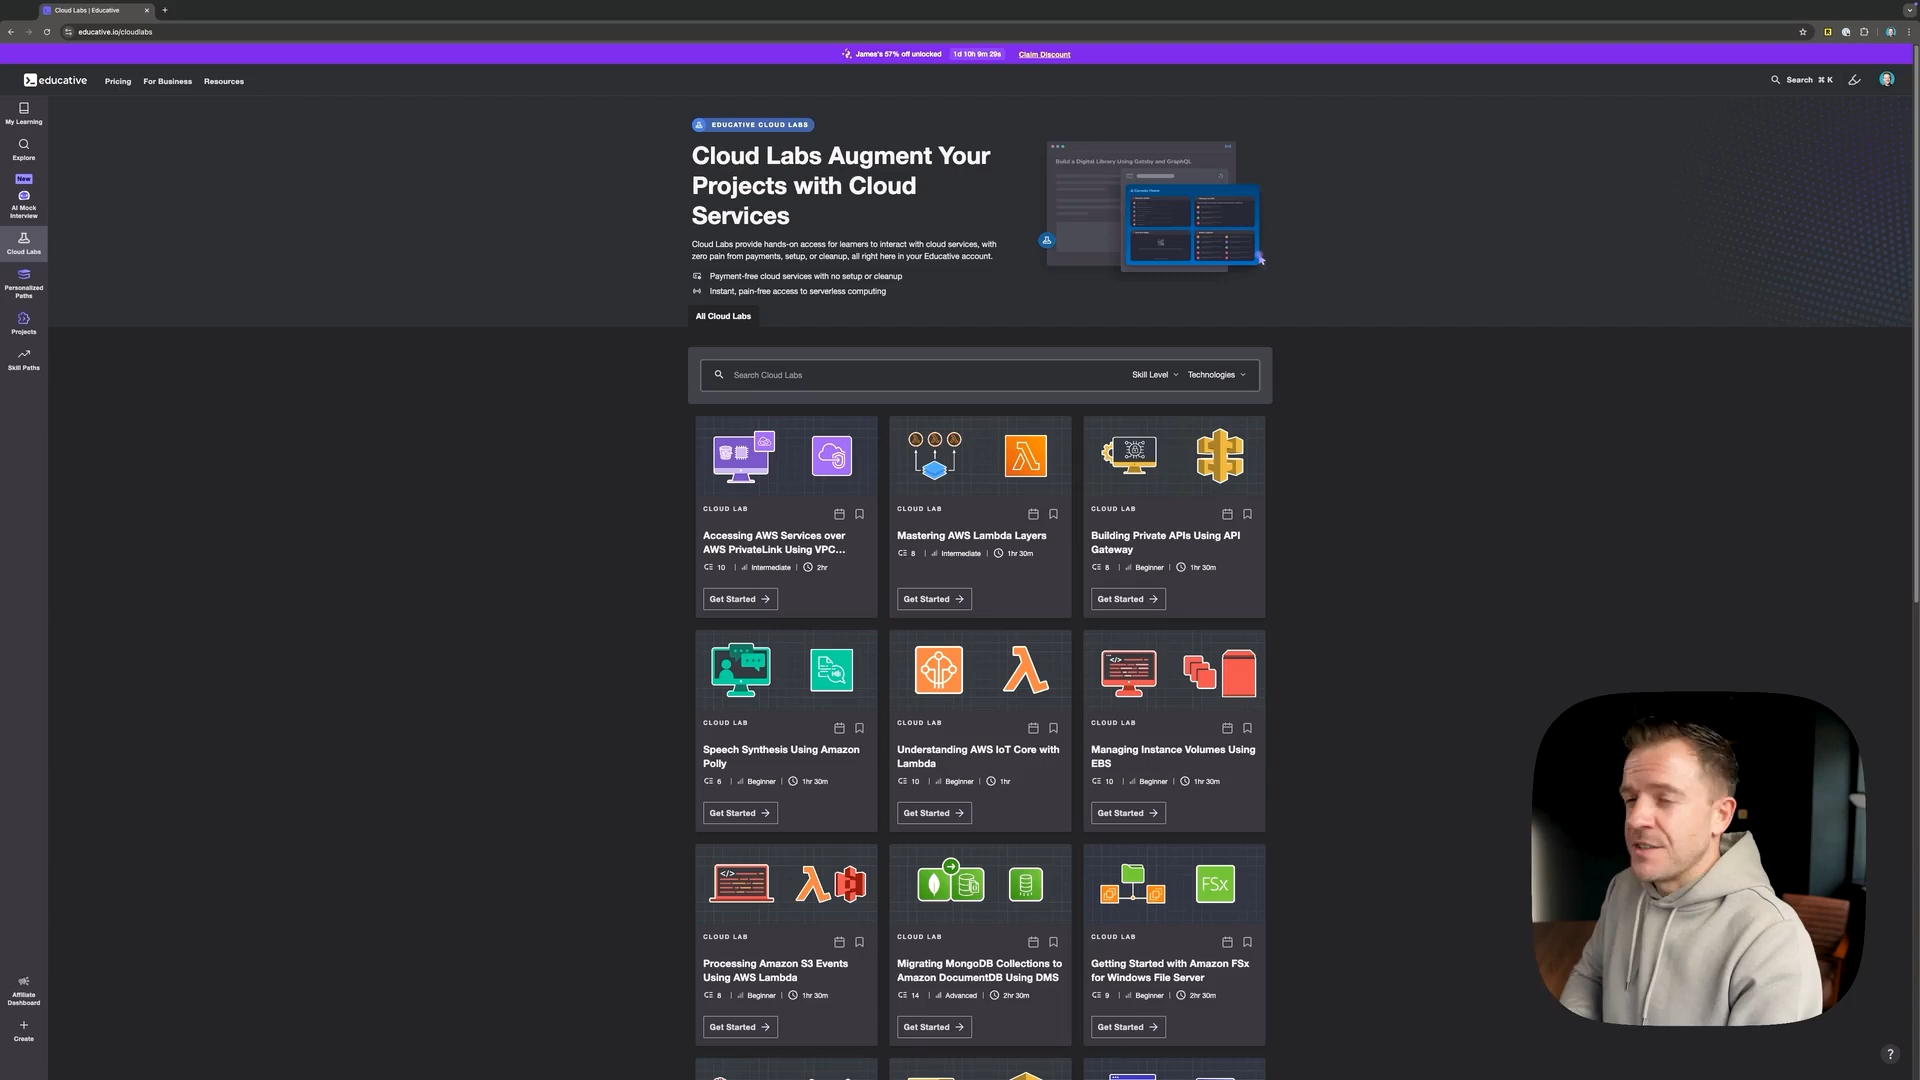 Cloud Labs | Educative
educative.io/cloudlabs
James's 57% off unlocked
1d 10h 9m 29s
Claim Discount
educative
Pricing
For Business
Resources
Search ⌘ K
My Learning
Explore
New
AI Mock
Interview
Cloud Labs
Personalized
Paths
Projects
Skill Paths
Affiliate
Dashboard
Create
EDUCATIVE CLOUD LABS
Cloud Labs Augment Your
Projects with Cloud
Services
Cloud Labs provide hands-on access for learners to interact with cloud services, with
zero pain from payments, setup, or cleanup, all right here in your Educative account.
Payment-free cloud services with no setup or cleanup
Instant, pain-free access to serverless computing
Build a Digital Library Using Gatsby and GraphQL
All Cloud Labs
Search Cloud Labs
Skill Level
Technologies
CLOUD LAB
Accessing AWS Services over
AWS PrivateLink Using VPC...
10 | Intermediate | 2hr
Get Started
CLOUD LAB
Mastering AWS Lambda Layers
8 | Intermediate | 1hr 30m
Get Started
CLOUD LAB
Building Private APIs Using API
Gateway
8 | Beginner | 1hr 30m
Get Started
CLOUD LAB
Speech Synthesis Using Amazon
Polly
6 | Beginner | 1hr 30m
Get Started
CLOUD LAB
Understanding AWS IoT Core with
Lambda
10 | Beginner | 1hr
Get Started
CLOUD LAB
Managing Instance Volumes Using
EBS
10 | Beginner | 1hr 30m
Get Started
CLOUD LAB
Processing Amazon S3 Events
Using AWS Lambda
8 | Beginner | 1hr 30m
Get Started
CLOUD LAB
Migrating MongoDB Collections to
Amazon DocumentDB Using DMS
14 | Advanced | 2hr 30m
Get Started
FSx
CLOUD LAB
Getting Started with Amazon FSx
for Windows File Server
9 | Beginner | 2hr 30m
Get Started
?